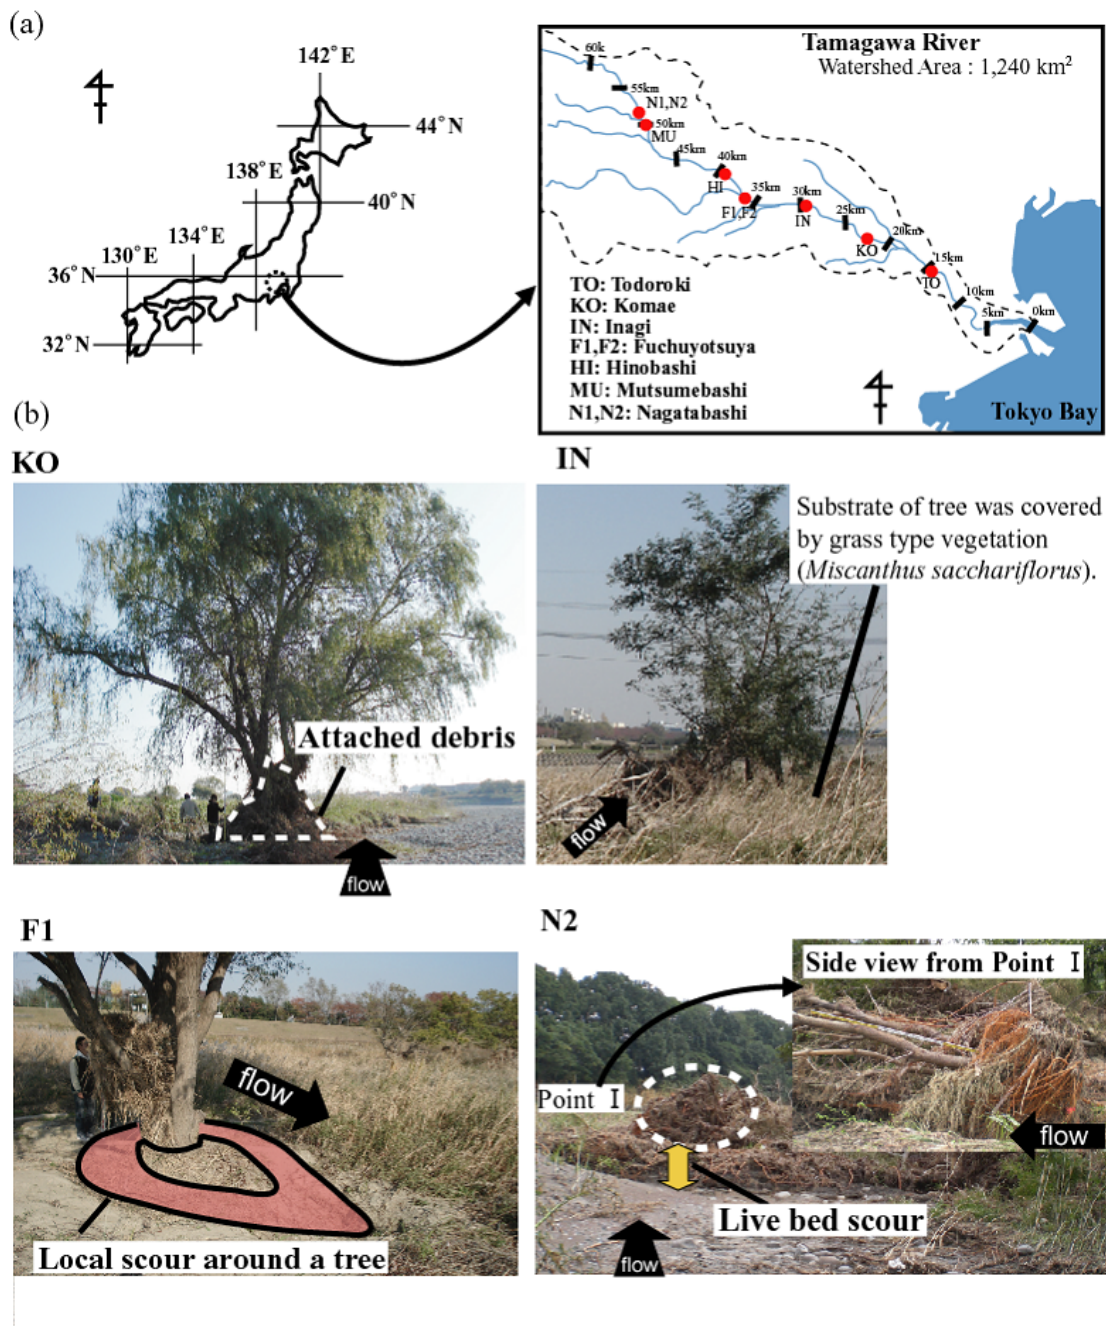 (a)
142°E
44°N
138°E
40°N
134°E
130°E
36°N
32°N
Tamagawa River
Watershed Area : 1,240 km²
60k
55km
N1,N2
50km
MU
45km
40km
HI
35km
F1,F2
30km
IN
25km
KO
20km
15km
TO
10km
5km
0km
TO: Todoroki
KO: Komae
IN: Inagi
F1,F2: Fuchuyotsuya
HI: Hinobashi
MU: Mutsumebashi
N1,N2: Nagatabashi
Tokyo Bay
(b)
KO
Attached debris
flow
IN
Substrate of tree was covered
by grass type vegetation
(Miscanthus sacchariflorus).
flow
F1
flow
Local scour around a tree
N2
Side view from Point I
Point I
flow
Live bed scour
flow